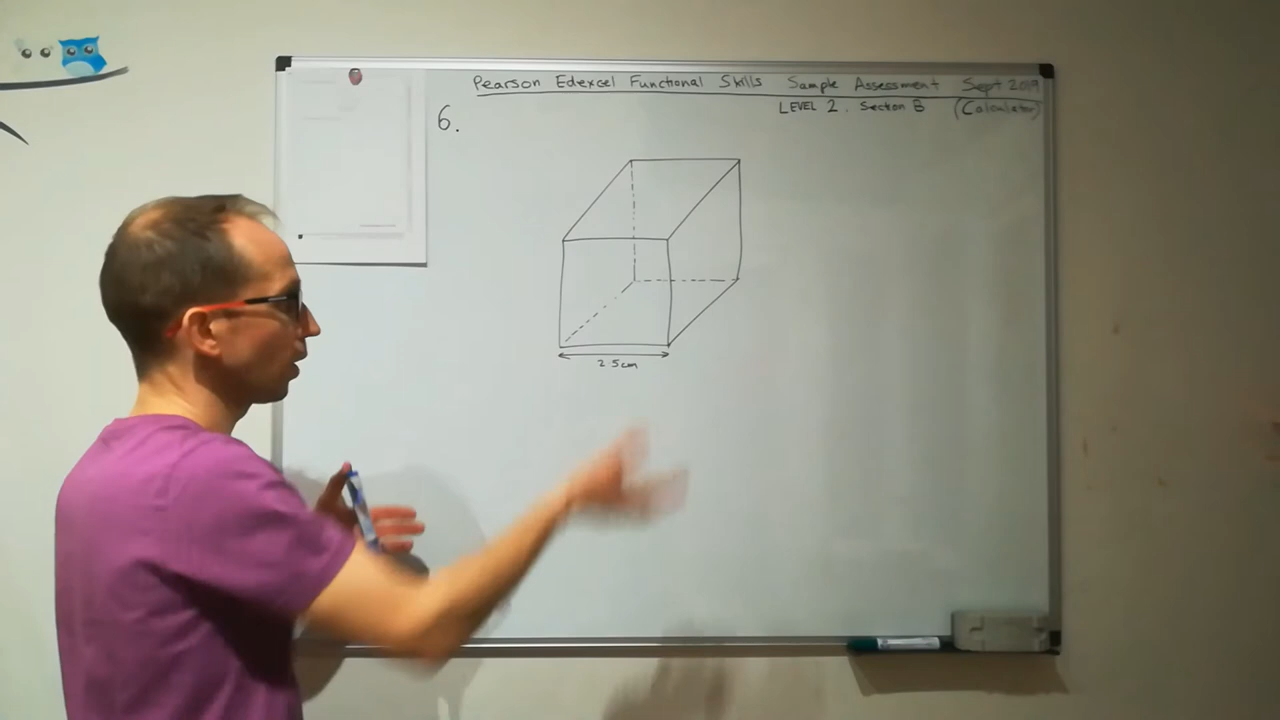 Pearson Edexcel Functional Skills Sample Assessment Sept 2019
LEVEL 2. Section B (Calculator)
6.
25cm